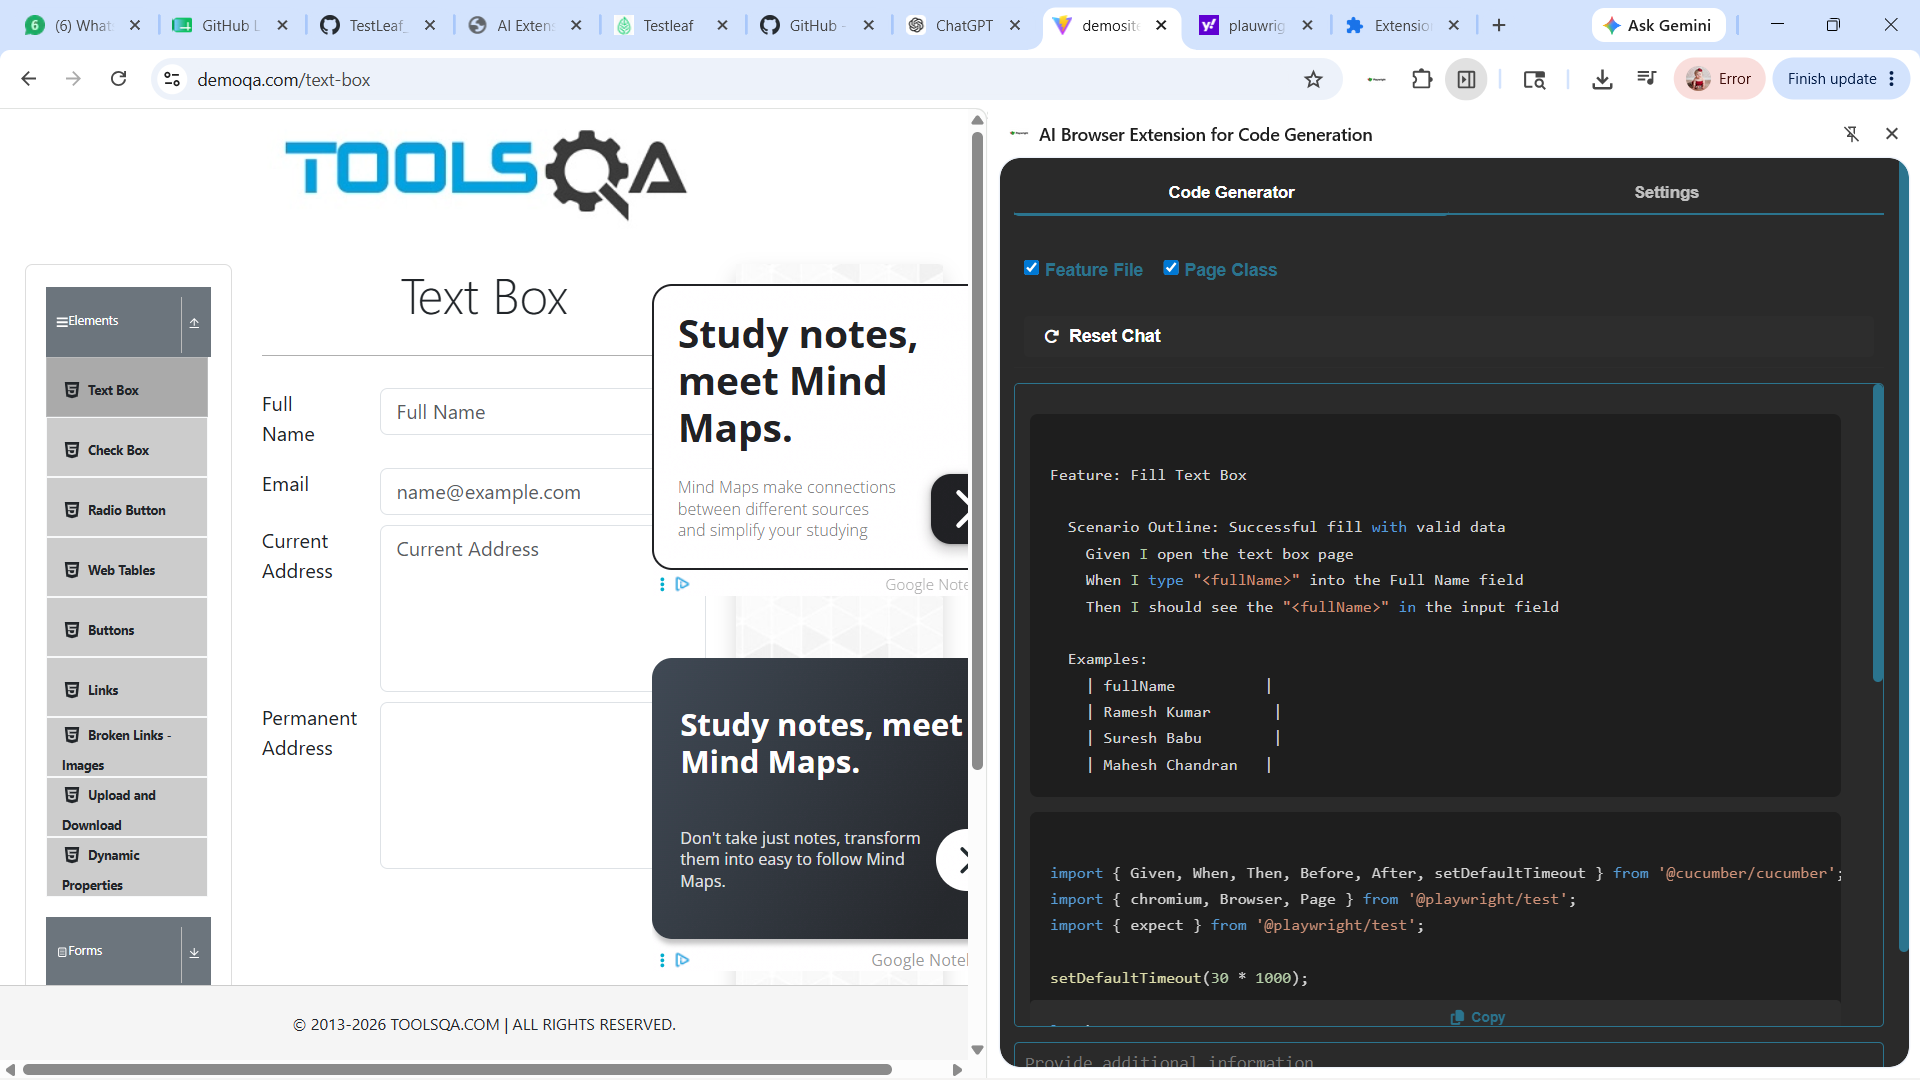 6
(6) What
GitHub L
TestLeaf_
AI Exten
Testleaf
GitHub -
ChatGPT
demosite
plauwrig
Extensio
Ask Gemini
demoqa.com/text-box
Error
Finish update
TOOLSQA
Elements
Text Box
Check Box
Radio Button
Web Tables
Buttons
Links
Broken Links -
Images
Upload and
Download
Dynamic
Properties
Forms
Text Box
Full
Name
Full Name
Email
name@example.com
Current
Address
Current Address
Permanent
Address
Study notes,
meet Mind
Maps.
Mind Maps make connections
between different sources
and simplify your studying
Google Note
Study notes, meet
Mind Maps.
Don't take just notes, transform
them into easy to follow Mind
Maps.
Google Notel
© 2013-2026 TOOLSQA.COM | ALL RIGHTS RESERVED.
AI Browser Extension for Code Generation
Code Generator
Settings
Feature File
Page Class
Reset Chat
Feature: Fill Text Box
Scenario Outline: Successful fill with valid data
Given I open the text box page
When I type "<fullName>" into the Full Name field
Then I should see the "<fullName>" in the input field
Examples:
| fullName |
| Ramesh Kumar |
| Suresh Babu |
| Mahesh Chandran |
import { Given, When, Then, Before, After, setDefaultTimeout } from '@cucumber/cucumber';
import { chromium, Browser, Page } from '@playwright/test';
import { expect } from '@playwright/test';
setDefaultTimeout(30 * 1000);
Copy
Provide additional information